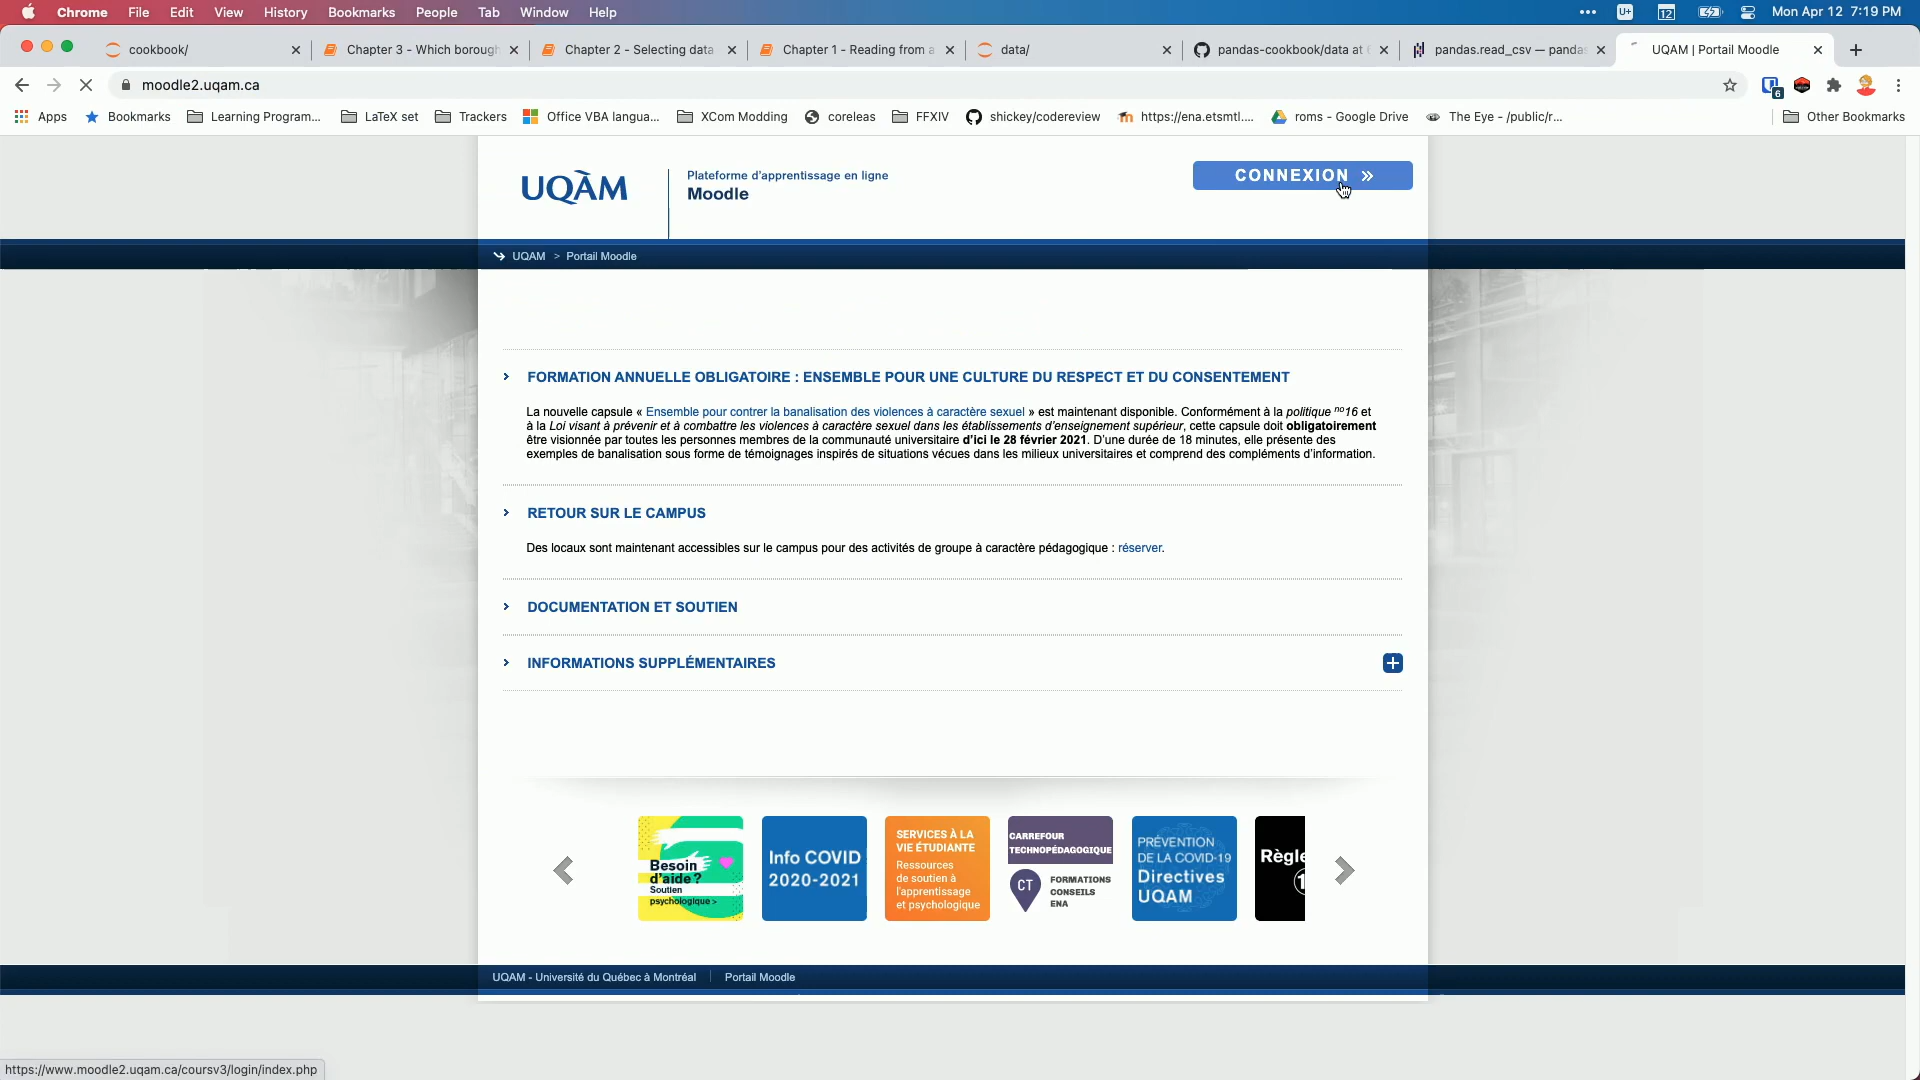 Chrome File Edit View History Bookmarks People Tab Window Help
U+ 12 Mon Apr 12 7:19 PM
cookbook/
Chapter 3 - Which borough
Chapter 2 - Selecting data
Chapter 1 - Reading from a
data/
pandas-cookbook/data at
pandas.read_csv — pandas
UQAM | Portail Moodle
moodle2.uqam.ca
6
Apps Bookmarks Learning Program... LaTeX set Trackers Office VBA langua... XCom Modding coreleas FFXIV shickey/codereview https://ena.etsmtl.... roms - Google Drive The Eye - /public/r... Other Bookmarks
UQÀM
Plateforme d'apprentissage en ligne
Moodle
CONNEXION »
UQAM > Portail Moodle
FORMATION ANNUELLE OBLIGATOIRE : ENSEMBLE POUR UNE CULTURE DU RESPECT ET DU CONSENTEMENT
La nouvelle capsule « Ensemble pour contrer la banalisation des violences à caractère sexuel » est maintenant disponible. Conformément à la politique no16 et
à la Loi visant à prévenir et à combattre les violences à caractère sexuel dans les établissements d'enseignement supérieur, cette capsule doit obligatoirement
être visionnée par toutes les personnes membres de la communauté universitaire d'ici le 28 février 2021. D'une durée de 18 minutes, elle présente des
exemples de banalisation sous forme de témoignages inspirés de situations vécues dans les milieux universitaires et comprend des compléments d'information.
RETOUR SUR LE CAMPUS
Des locaux sont maintenant accessibles sur le campus pour des activités de groupe à caractère pédagogique : réserver.
DOCUMENTATION ET SOUTIEN
INFORMATIONS SUPPLÉMENTAIRES
Besoin
d'aide ?
Soutien
psychologique >
Info COVID
2020-2021
SERVICES À LA
VIE ÉTUDIANTE
Ressources
de soutien à
l'apprentissage
et psychologique
CARREFOUR
TECHNOPÉDAGOGIQUE
CT
FORMATIONS
CONSEILS
ENA
PRÉVENTION
DE LA COVID-19
Directives
UQAM
Règle
1
UQAM - Université du Québec à Montréal
Portail Moodle
https://www.moodle2.uqam.ca/coursv3/login/index.php